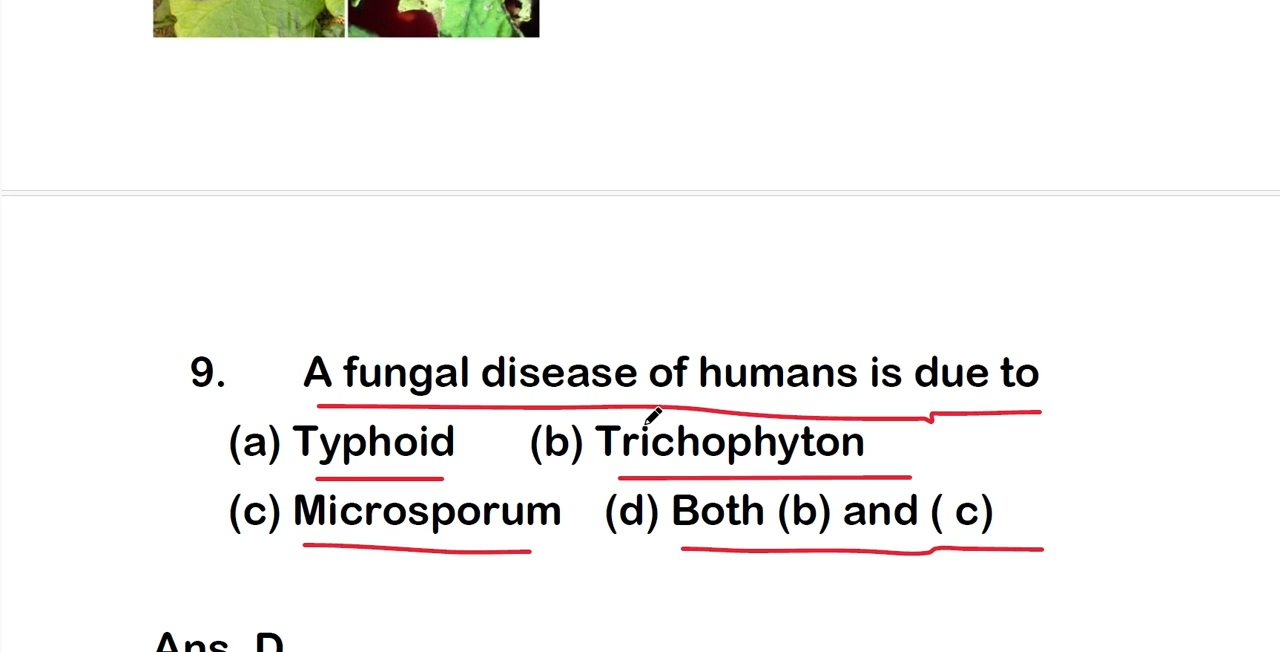 9. A fungal disease of humans is due to
(a) Typhoid (b) Trichophyton
(c) Microsporum (d) Both (b) and ( c)
Ans. D